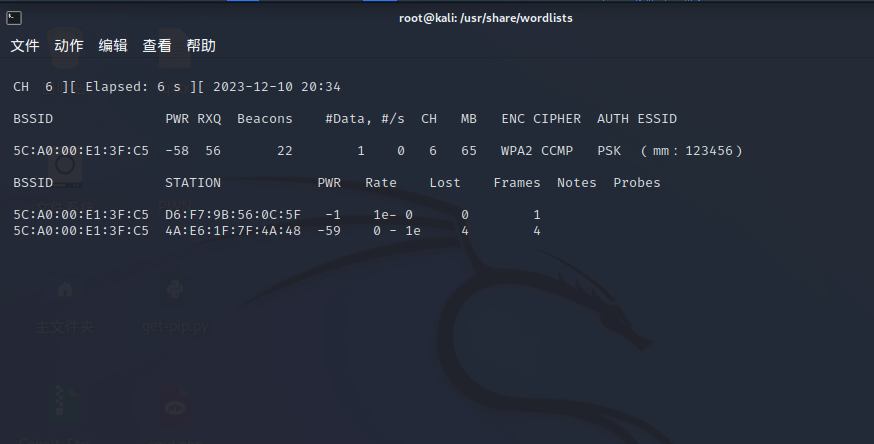 root@kali: /usr/share/wordlists
文件 动作 编辑 查看 帮助
CH 6 ][ Elapsed: 6 s ][ 2023-12-10 20:34
BSSID PWR RXQ Beacons #Data, #/s CH MB ENC CIPHER AUTH ESSID
5C:A0:00:E1:3F:C5 -58 56 22 1 0 6 65 WPA2 CCMP PSK （mm：123456）
BSSID STATION PWR Rate Lost Frames Notes Probes
5C:A0:00:E1:3F:C5 D6:F7:9B:56:0C:5F -1 1e- 0 0 1
5C:A0:00:E1:3F:C5 4A:E6:1F:7F:4A:48 -59 0 - 1e 4 4
主文件夹 get-pip.py